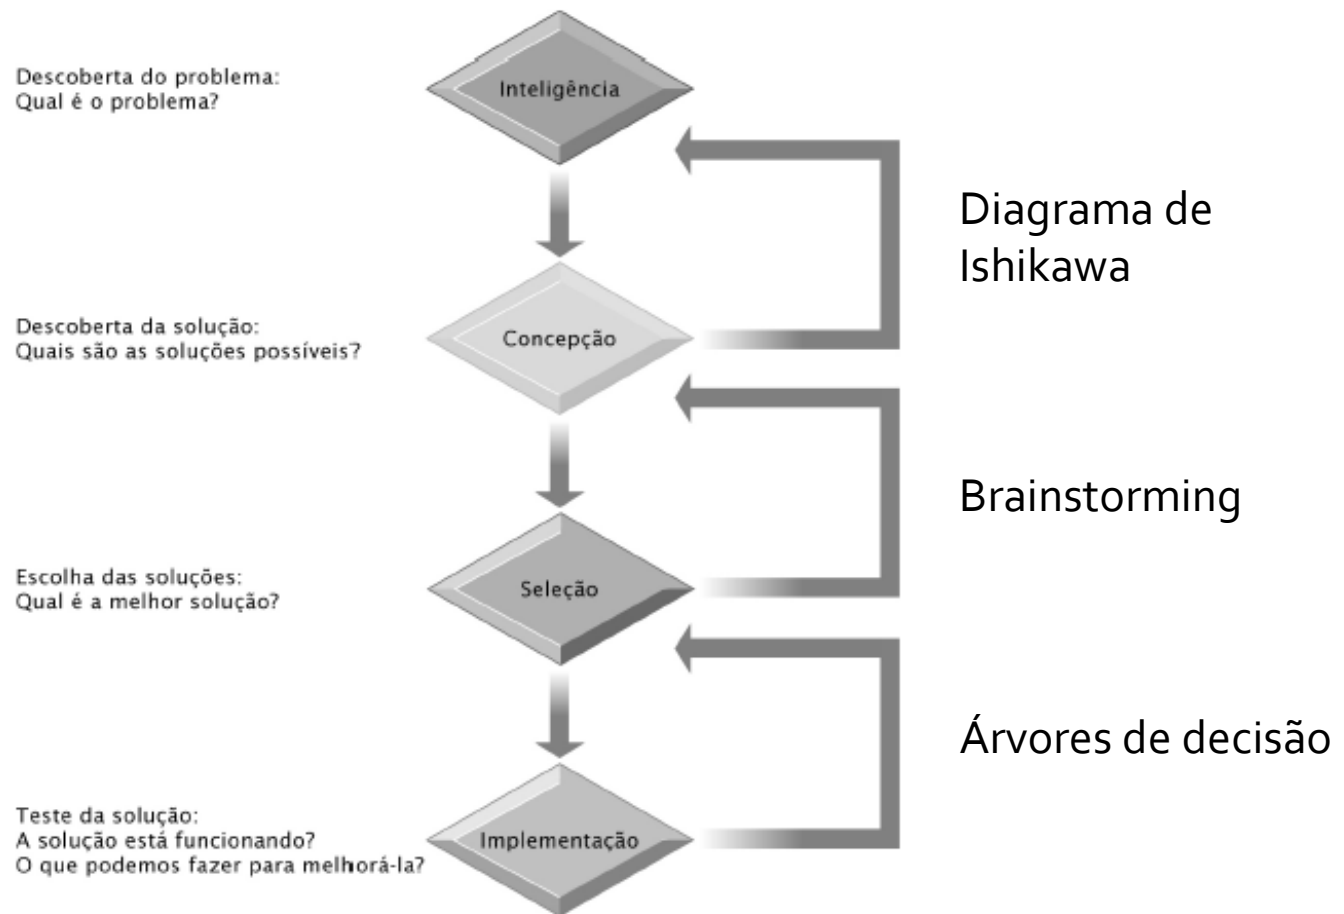 Descoberta do problema:
Qual é o problema?
Inteligência
Diagrama de
Ishikawa
Descoberta da solução:
Quais são as soluções possíveis?
Concepção
Brainstorming
Escolha das soluções:
Qual é a melhor solução?
Seleção
Árvores de decisão
Teste da solução:
A solução está funcionando?
O que podemos fazer para melhorá-la?
Implementação